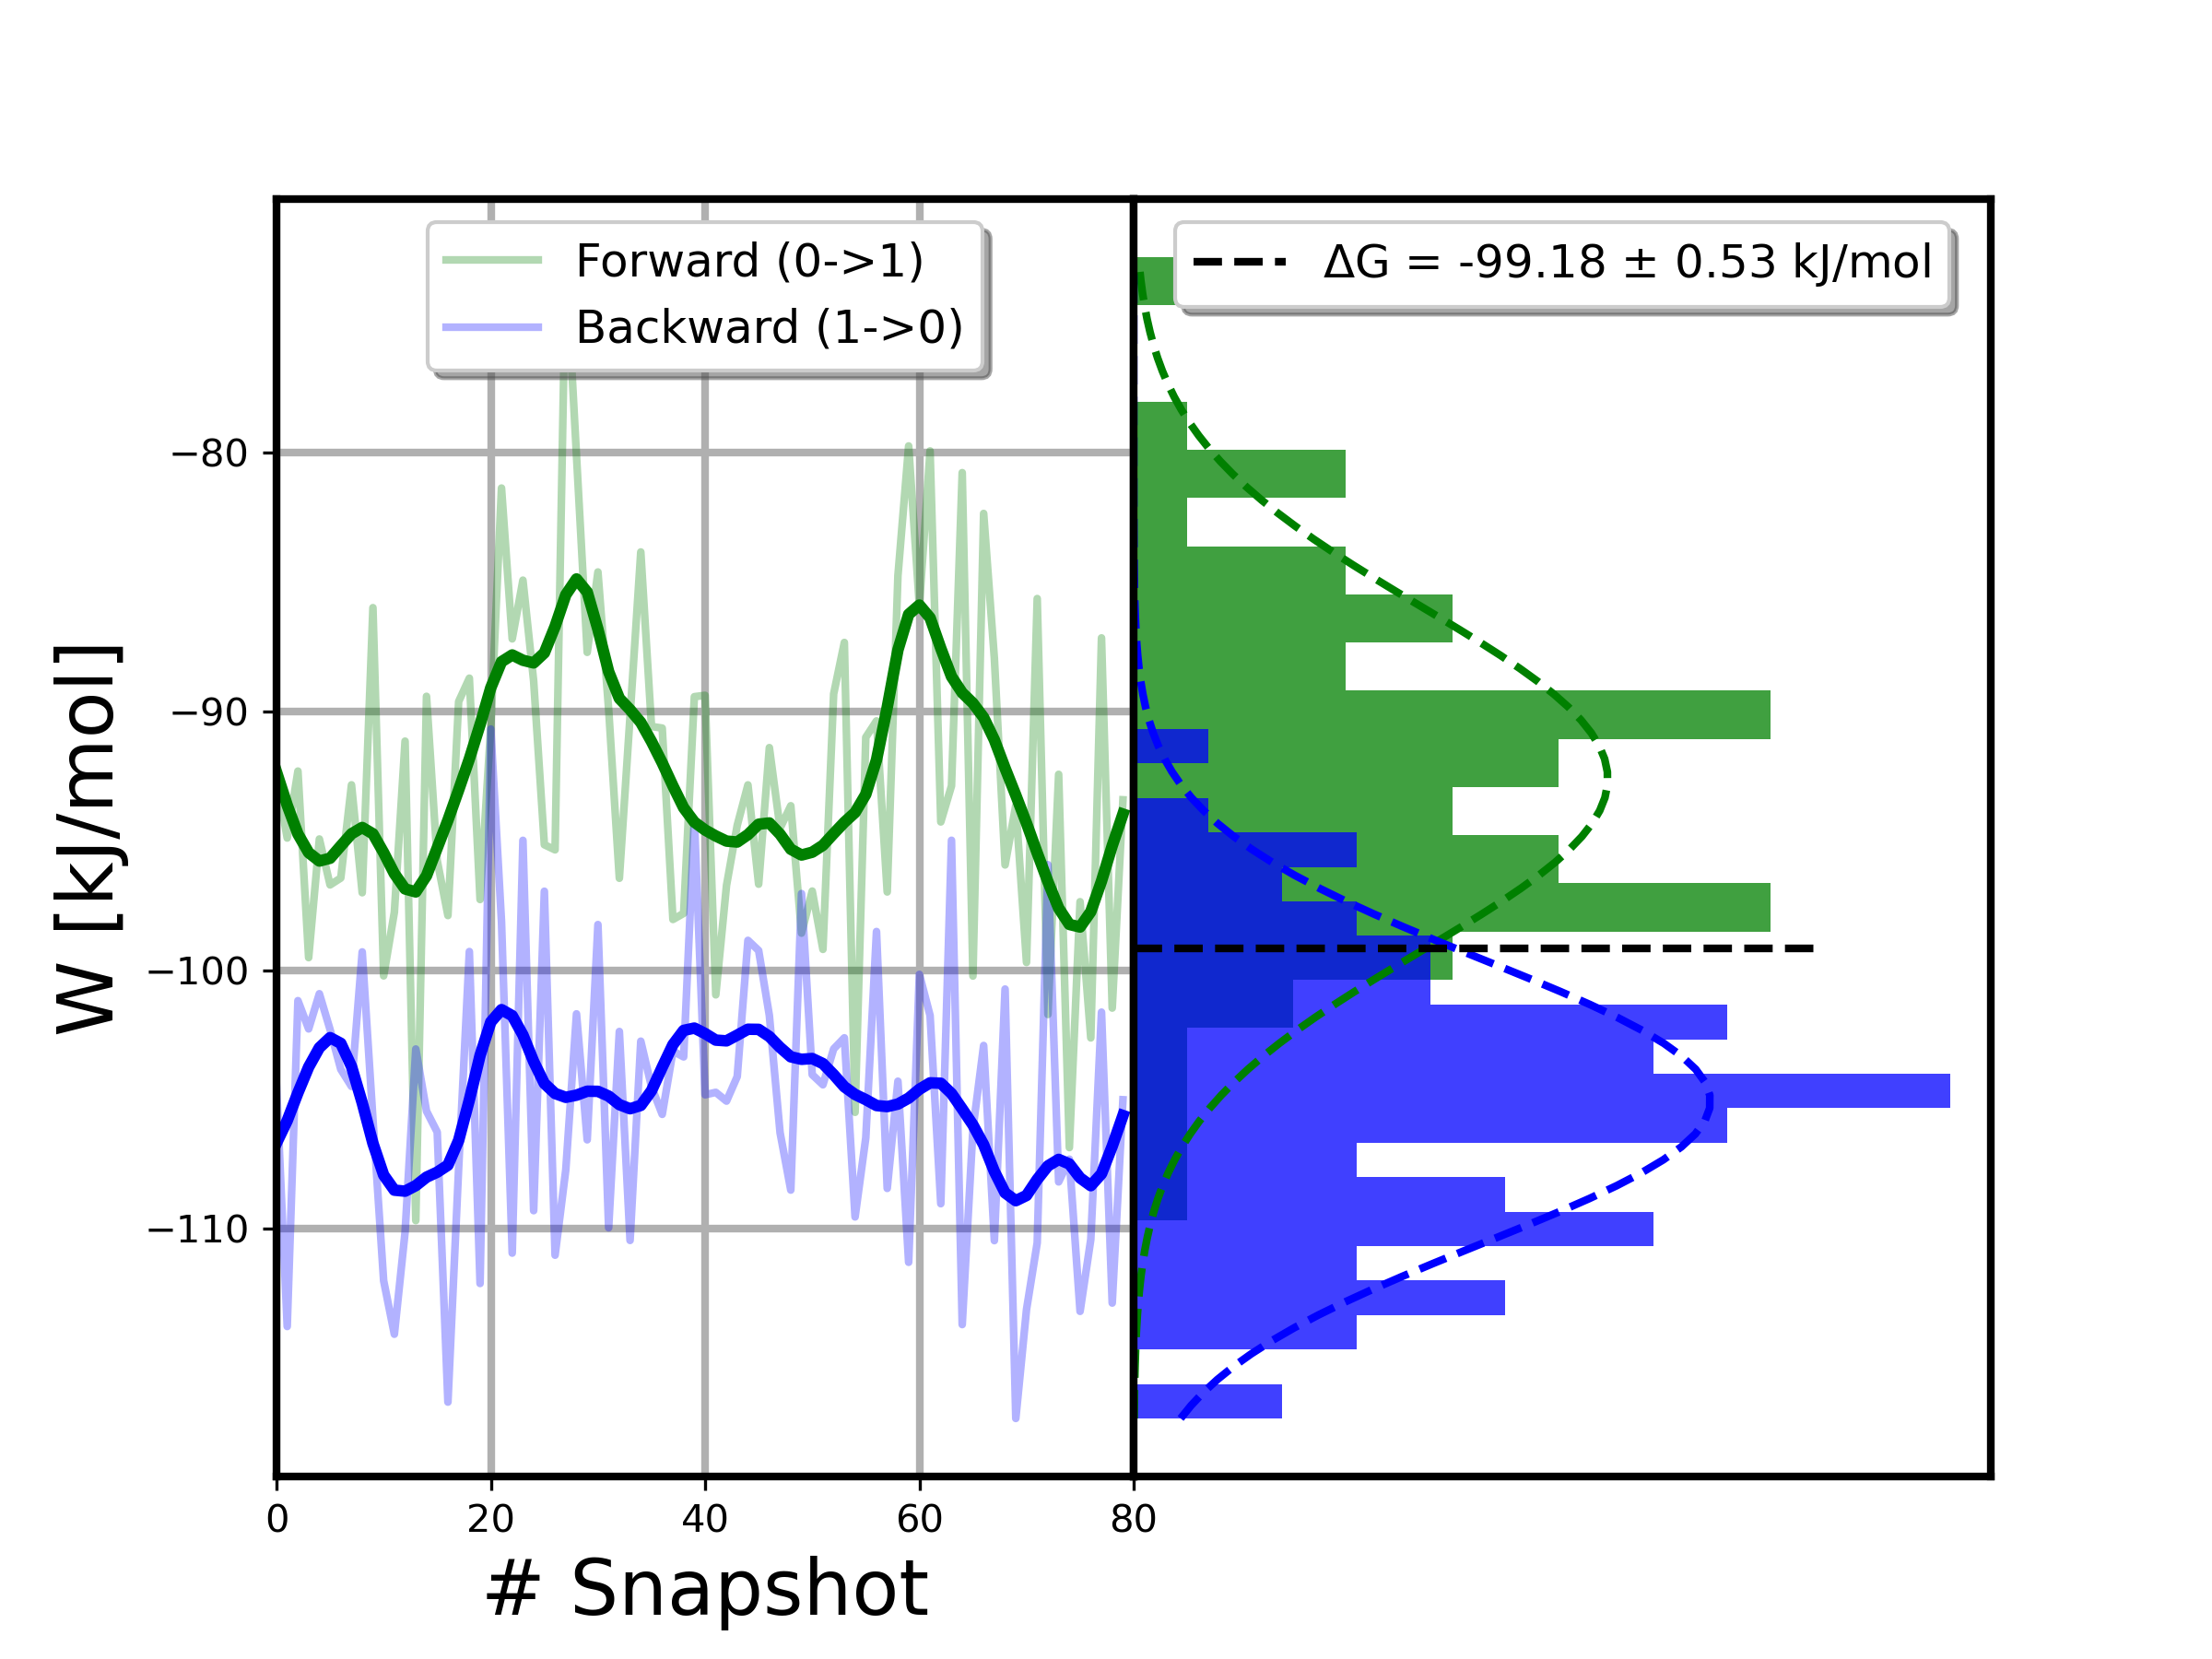 Forward (0->1)
Backward (1->0)
ΔG = -99.18 ± 0.53 kJ/mol
W [kJ/mol]
−80
−90
−100
−110
0 20 40 60 80
# Snapshot